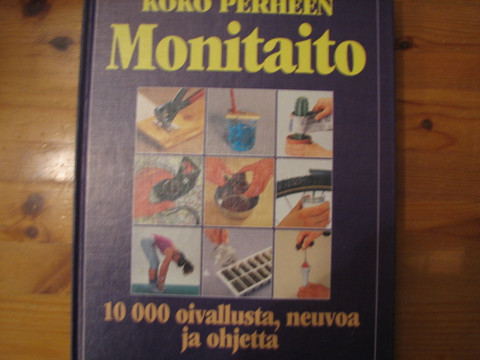 KOKO PERHEEN
Monitaito
10 000 oivallusta, neuvoa
ja ohjetta